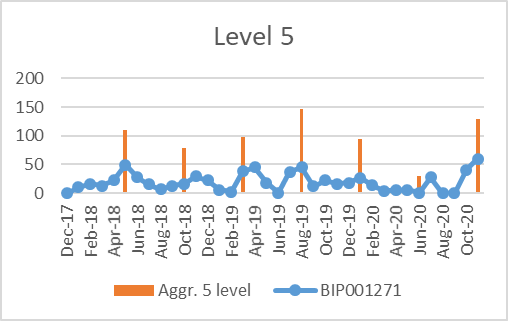 Level 5
200
150
100
50
0
Dec-17
Feb-18
Apr-18
Jun-18
Aug-18
Oct-18
Dec-18
Feb-19
Apr-19
Jun-19
Aug-19
Oct-19
Dec-19
Feb-20
Apr-20
Jun-20
Aug-20
Oct-20
Aggr. 5 level
BIP001271